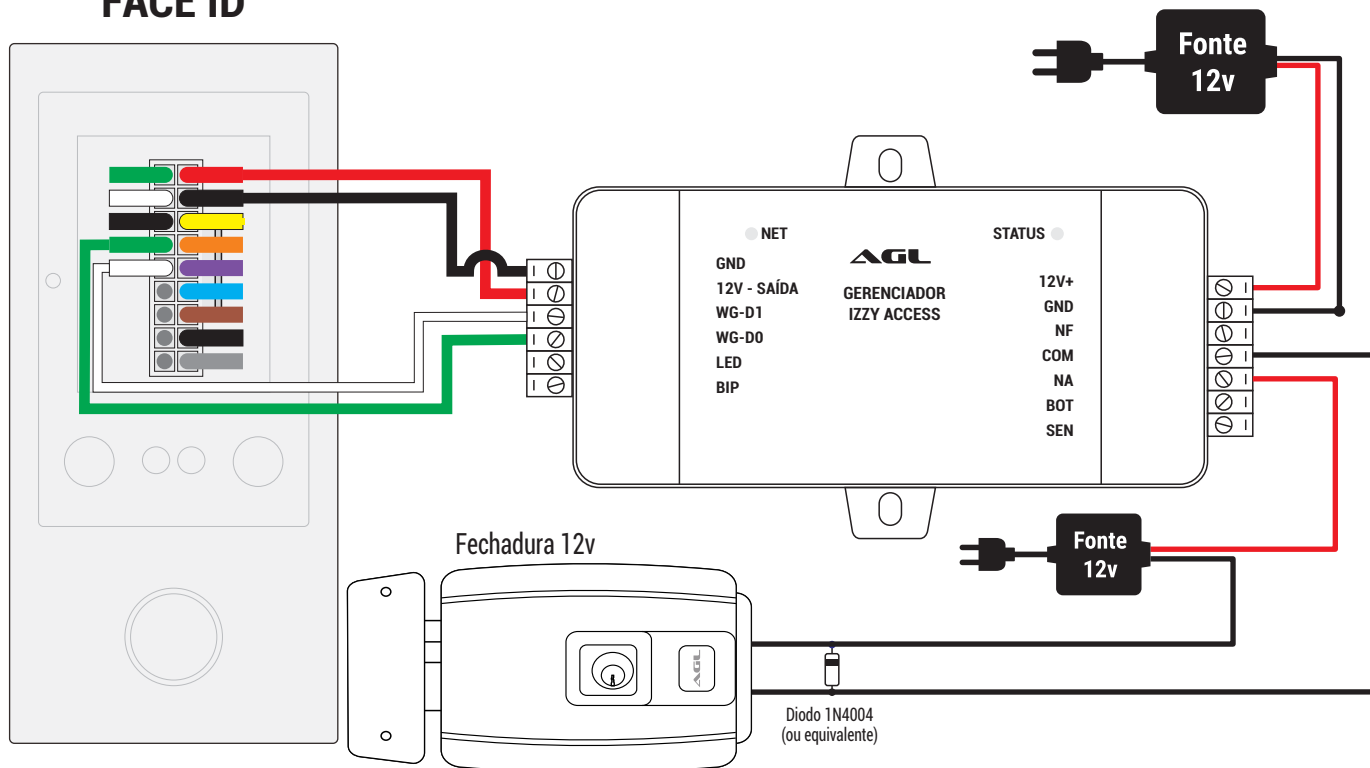 FACE ID
Fonte
12v
NET
STATUS
GND
12V - SAÍDA
WG-D1
WG-D0
LED
BIP
AGL
GERENCIADOR
IZZY ACCESS
12V+
GND
NF
COM
NA
BOT
SEN
Fonte
12v
Fechadura 12v
AGL
Diodo 1N4004
(ou equivalente)